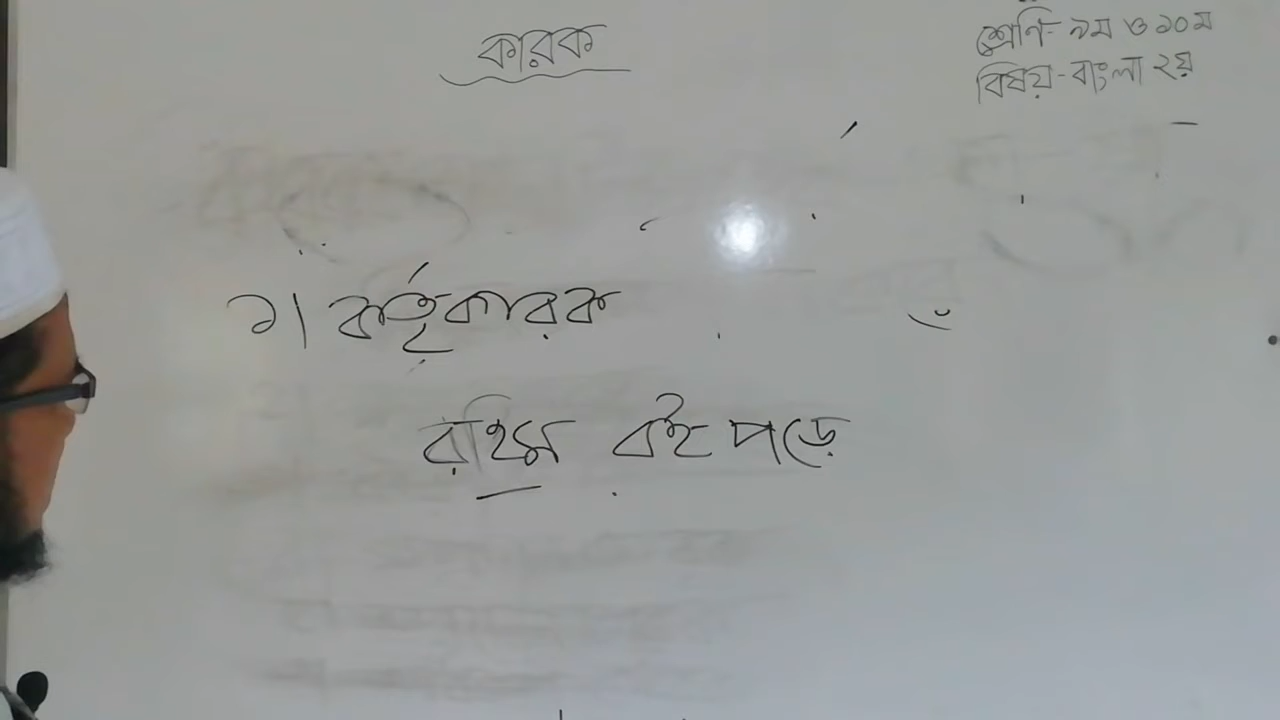 কারক
শ্রেণি- ৯ম ও ১০ম
বিষয়-বাংলা ২য়
১। কর্তৃকারক
রহিম বই পড়ে